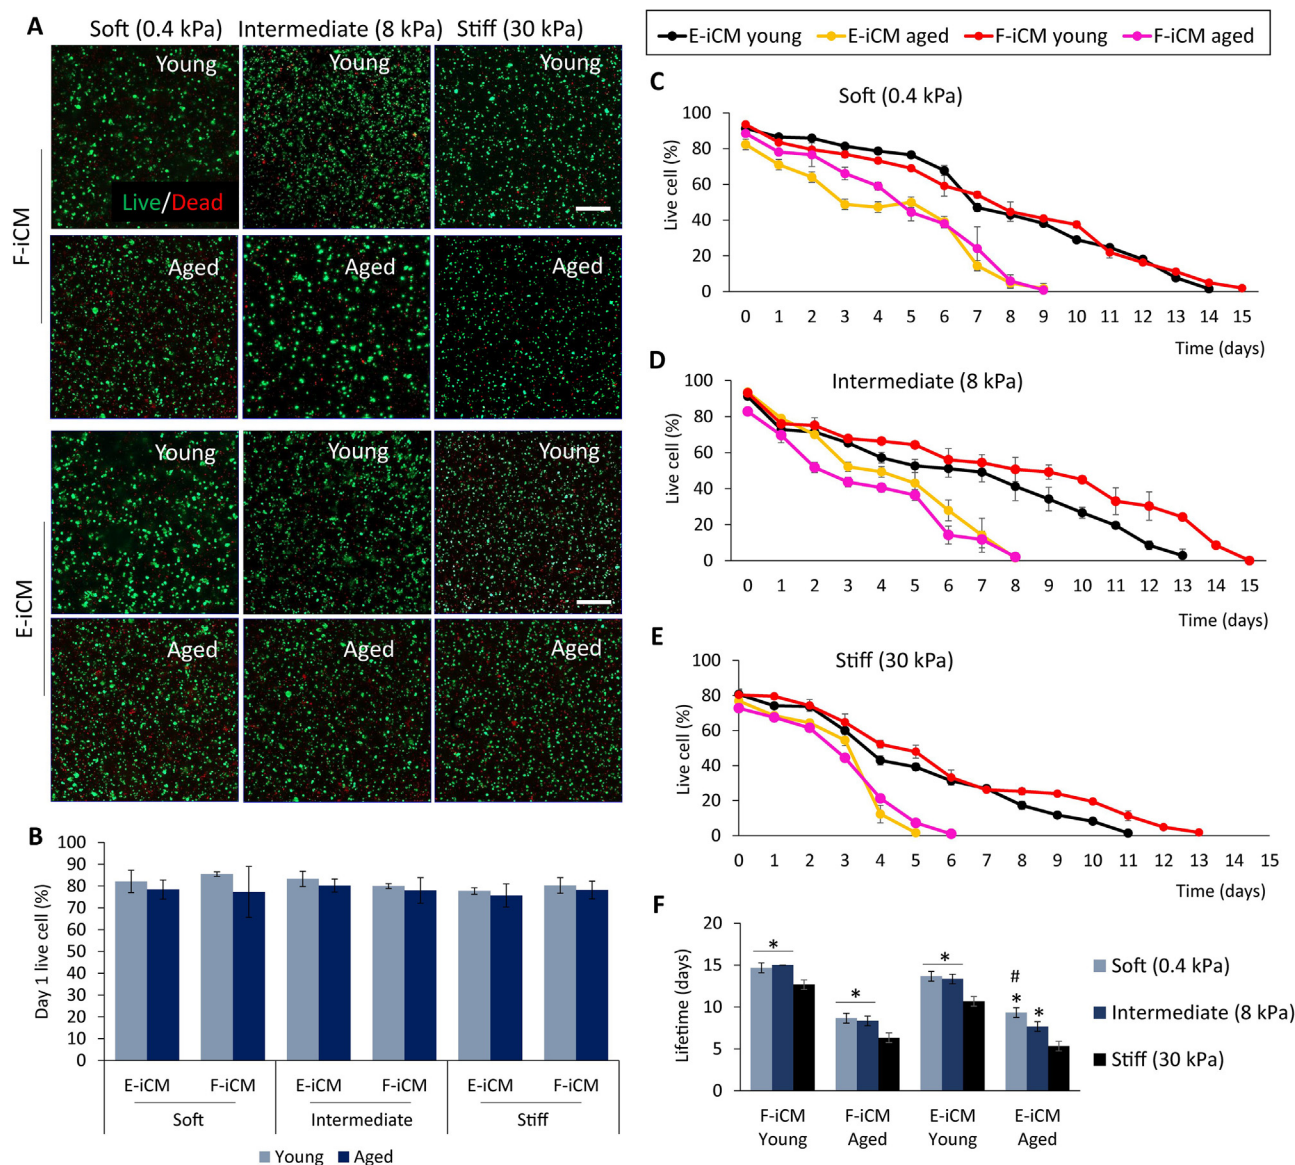 A
Soft (0.4 kPa) Intermediate (8 kPa) Stiff (30 kPa)
F-iCM
Young Young Young
Live/Dead
Aged Aged Aged
E-iCM
Young Young Young
Aged Aged Aged
B
Day 1 live cell (%)
100
90
80
70
60
50
40
30
20
10
0
E-iCM F-iCM E-iCM F-iCM E-iCM F-iCM
Soft Intermediate Stiff
Young Aged
E-iCM young E-iCM aged F-iCM young F-iCM aged
C
Soft (0.4 kPa)
Live cell (%)
100
80
60
40
20
0
0 1 2 3 4 5 6 7 8 9 10 11 12 13 14 15
Time (days)
D
Intermediate (8 kPa)
Live cell (%)
100
80
60
40
20
0
0 1 2 3 4 5 6 7 8 9 10 11 12 13 14 15
Time (days)
E
Stiff (30 kPa)
Live cell (%)
100
80
60
40
20
0
0 1 2 3 4 5 6 7 8 9 10 11 12 13 14 15
Time (days)
F
Lifetime (days)
20
15
10
5
0
* * * # * *
F-iCM F-iCM E-iCM E-iCM
Young Aged Young Aged
Soft (0.4 kPa)
Intermediate (8 kPa)
Stiff (30 kPa)